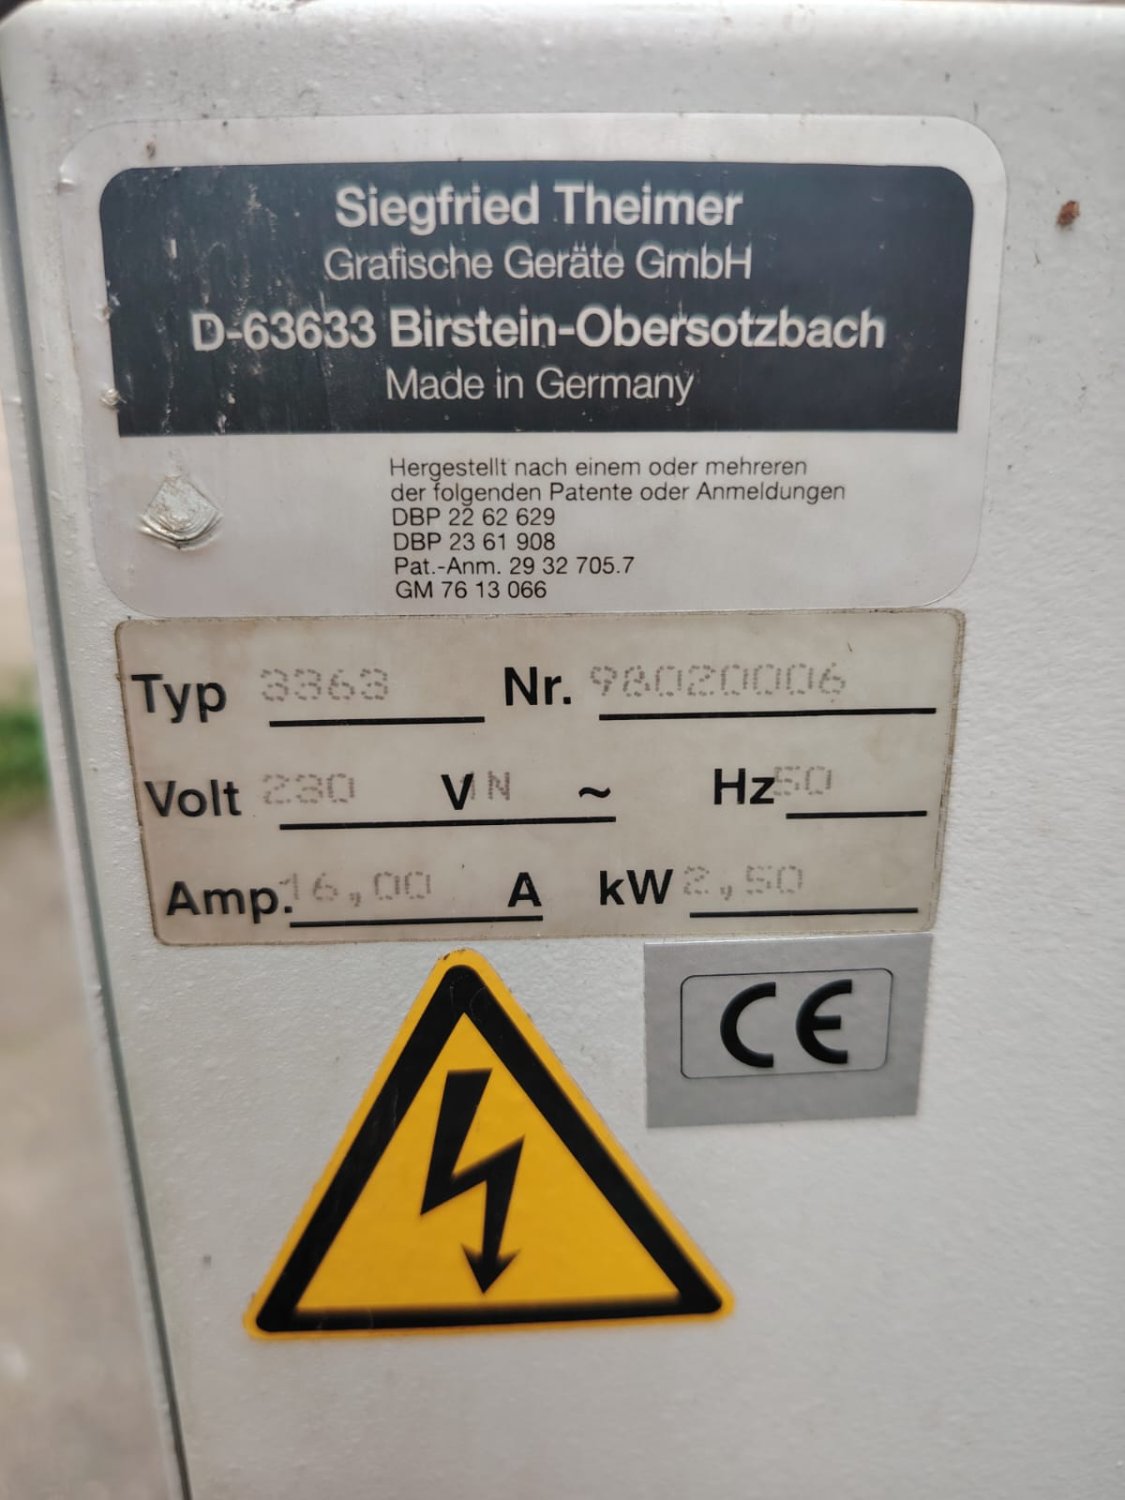 Siegfried Theimer
Grafische Geräte GmbH
D-63633 Birstein-Obersotzbach
Made in Germany
Hergestellt nach einem oder mehreren
der folgenden Patente oder Anmeldungen
DBP 22 62 629
DBP 23 61 908
Pat.-Anm. 29 32 705.7
GM 76 13 066
Typ 3363 Nr. 98020006
Volt 230 V 1N ~ Hz 50
Amp. 16,00 A kW 2,50
CE